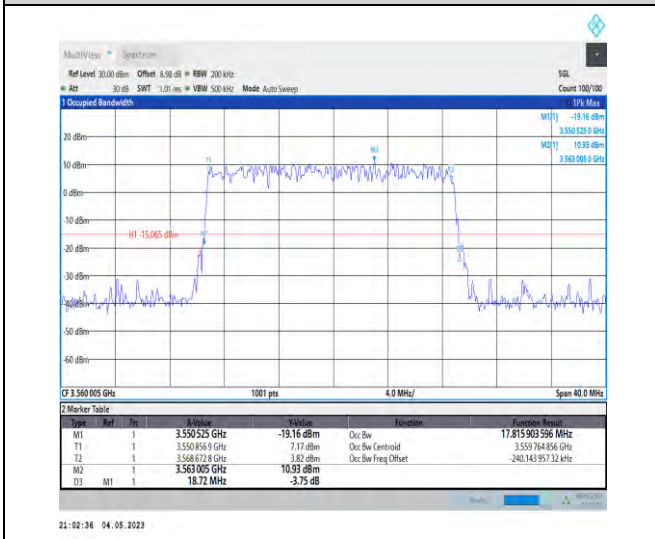 MultiView Spectrum
Ref Level 30.00 dBm Offset 8.98 dB RBW 200 kHz SGL
Att 30 dB SWT 1.01 ms VBW 500 kHz Mode Auto Sweep Count 100/100
1 Occupied Bandwidth 1Pk Max
M1[1] -19.16 dBm
3.550 525 0 GHz
M2[1] 10.93 dBm
3.563 005 0 GHz
20 dBm
M2
T1
10 dBm
0 dBm
-10 dBm
H1 -15.065 dBm
-20 dBm
-30 dBm
-40 dBm
-50 dBm
-60 dBm
CF 3.560 005 GHz 1001 pts 4.0 MHz/ Span 40.0 MHz
2 Marker Table
Type Ref Trc X-Value Y-Value Function Function Result
M1 1 3.550 525 GHz -19.16 dBm Occ Bw 17.815 903 596 MHz
T1 1 3.550 856 9 GHz 7.17 dBm Occ Bw Centroid 3.559 764 856 GHz
T2 1 3.568 672 8 GHz 3.82 dBm Occ Bw Freq Offset -240.143 957 32 kHz
M2 1 3.563 005 GHz 10.93 dBm
D3 M1 1 18.72 MHz -3.75 dB
21:02:36 04.05.2023